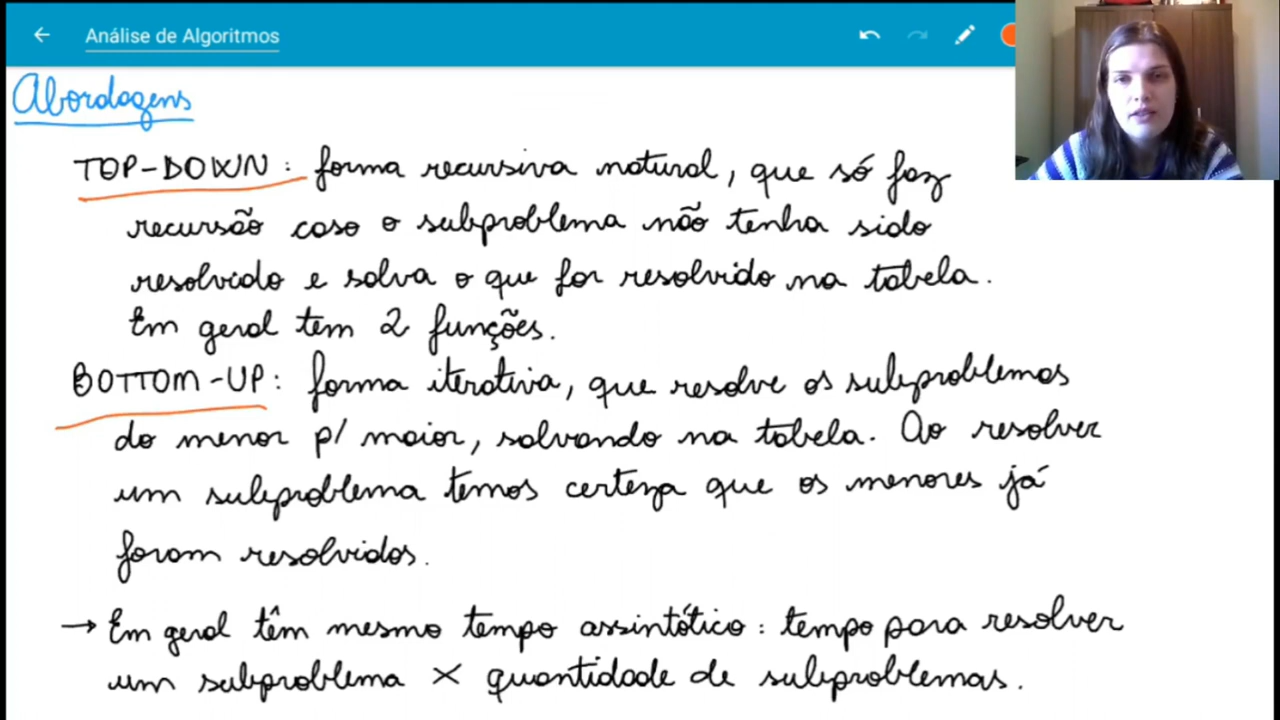 Análise de Algoritmos
Abordagens
TOP-DOWN: forma recursiva natural, que só faz
recursão caso o subproblema não tenha sido
resolvido e salva o que for resolvido na tabela.
Em geral tem 2 funções.
BOTTOM-UP: forma iterativa, que resolve os subproblemas
do menor p/ maior, salvando na tabela. Ao resolver
um subproblema temos certeza que os menores já
foram resolvidos.
→ Em geral têm mesmo tempo assintótico: tempo para resolver
um subproblema × quantidade de subproblemas.